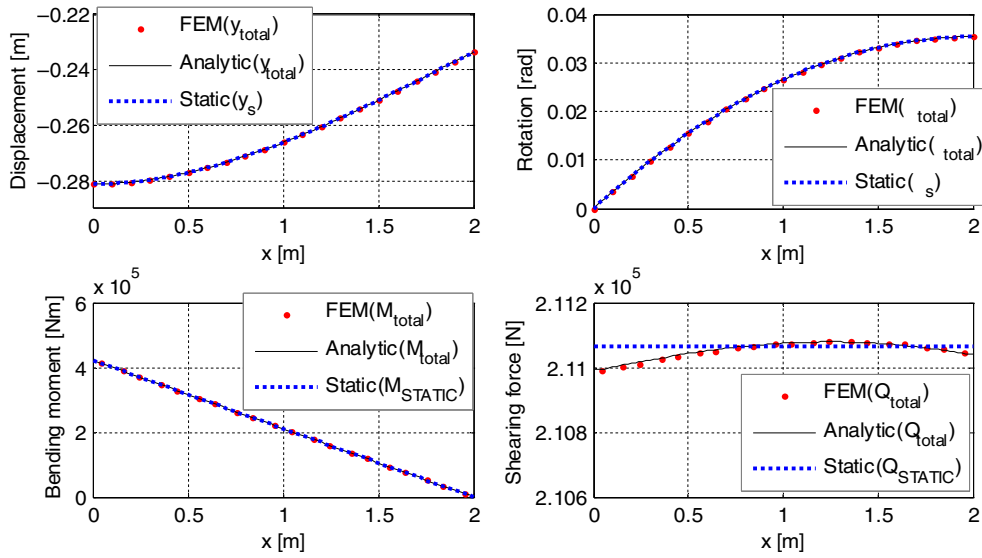 −0.22
−0.24
−0.26
−0.28
Displacement [m]
FEM(y_total)
Analytic(y_total)
Static(y_s)
0 0.5 1 1.5 2
x [m]
0.04
0.03
0.02
0.01
0
Rotation [rad]
FEM( _total)
Analytic( _total)
Static( _s)
0 0.5 1 1.5 2
x [m]
x 10^5
6
4
2
0
Bending moment [Nm]
FEM(M_total)
Analytic(M_total)
Static(M_STATIC)
0 0.5 1 1.5 2
x [m]
x 10^5
2.112
2.11
2.108
2.106
Shearing force [N]
FEM(Q_total)
Analytic(Q_total)
Static(Q_STATIC)
0 0.5 1 1.5 2
x [m]